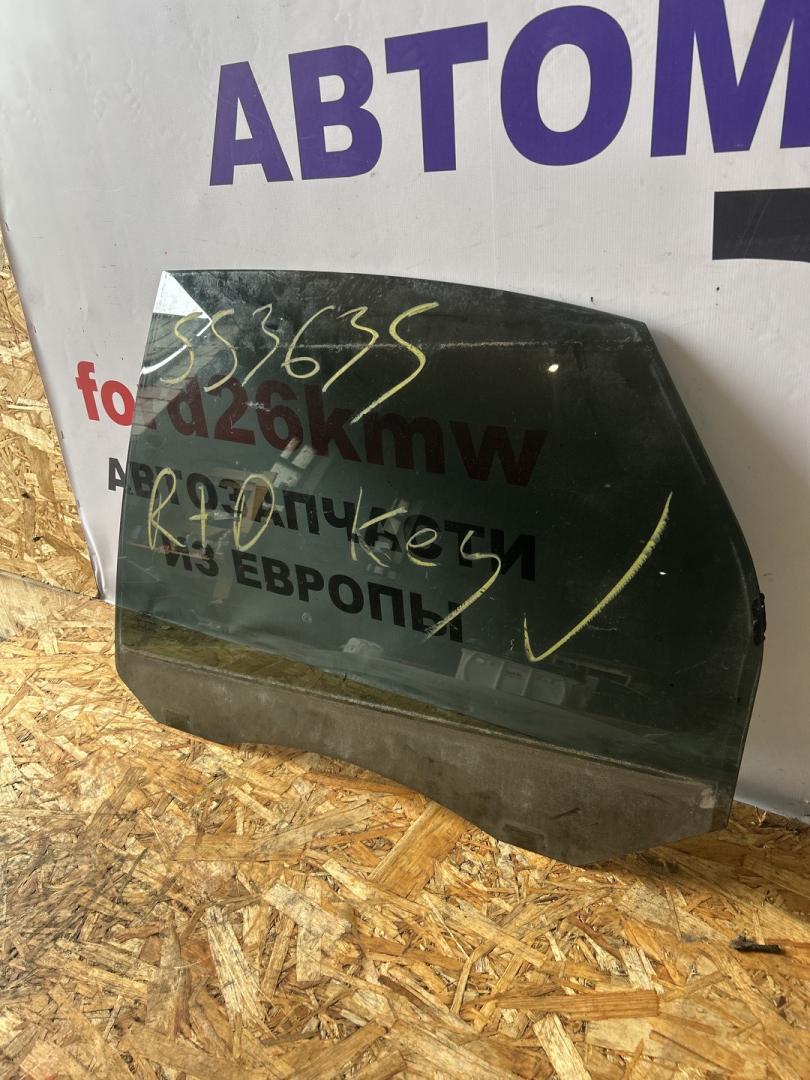 АВТОМ
553635
ford26kmw
АВТОЗАПЧАСТИ
R+D Key
ИЗ ЕВРОПЫ